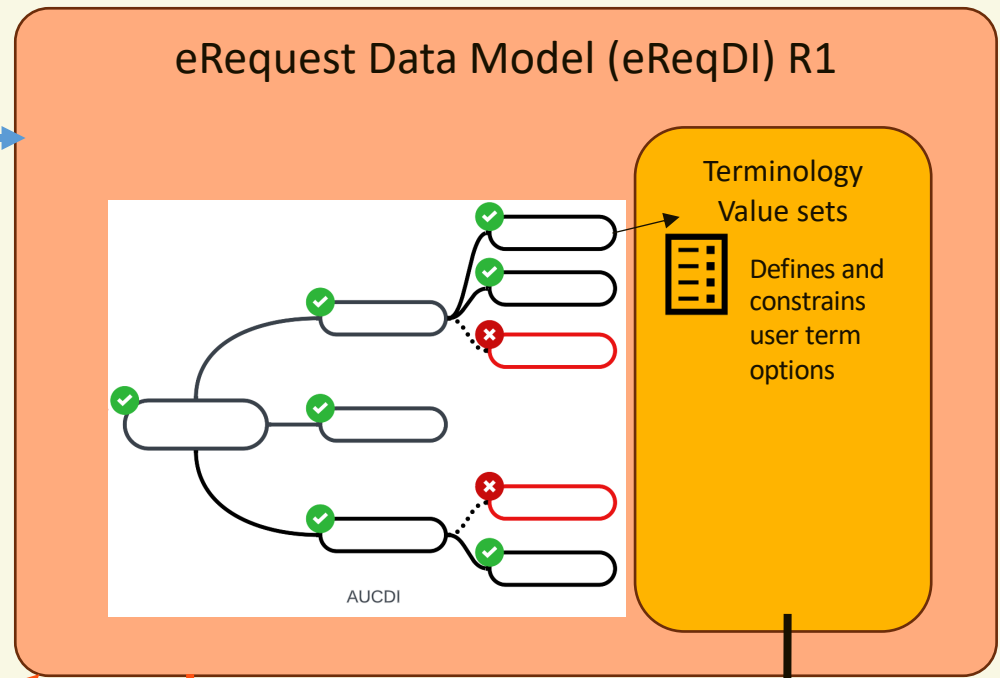 eRequest Data Model (eReqDI) R1
Terminology
Value sets
Defines and
constrains
user term
options
AUCDI